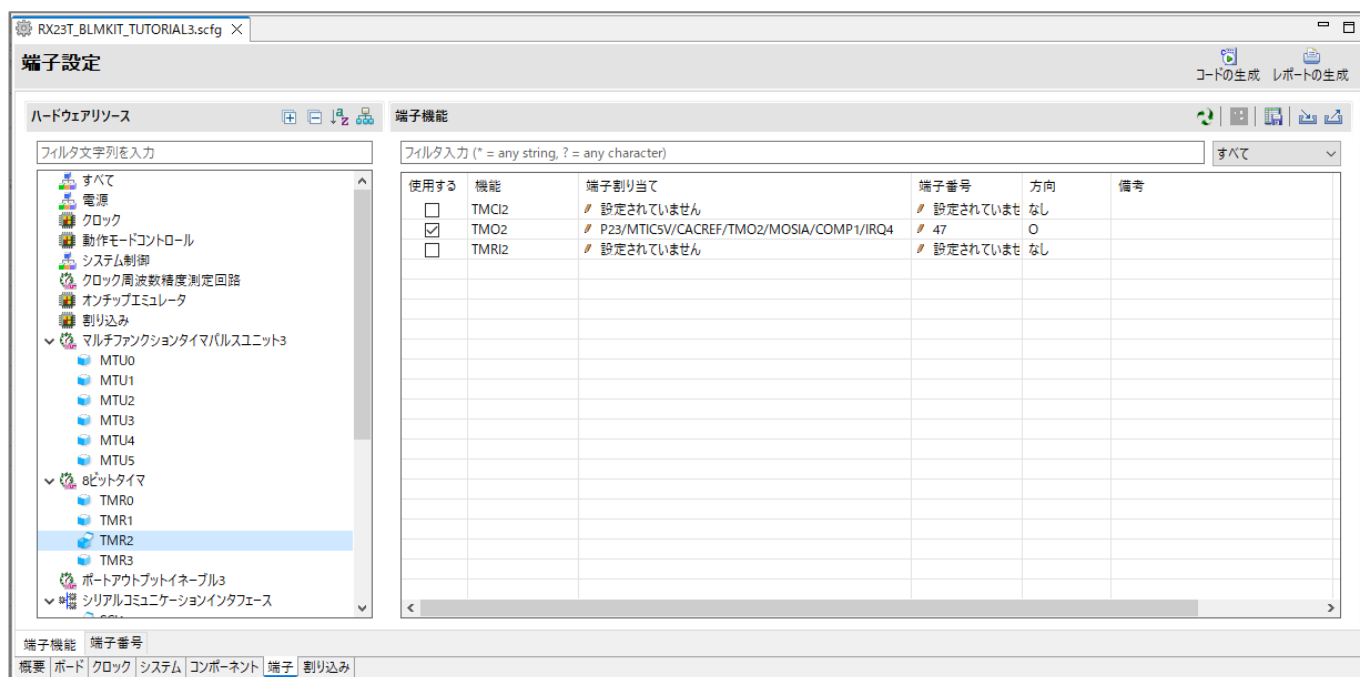 RX23T_BLMKIT_TUTORIAL3.scfg
端子設定
コードの生成 レポートの生成
ハードウェアリソース
端子機能
フィルタ文字列を入力
フィルタ入力 (* = any string, ? = any character)
すべて
すべて
電源
クロック
動作モードコントロール
システム制御
クロック周波数精度測定回路
オンチップエミュレータ
割り込み
マルチファンクションタイマパルスユニット3
MTU0
MTU1
MTU2
MTU3
MTU4
MTU5
8ビットタイマ
TMR0
TMR1
TMR2
TMR3
ポートアウトプットイネーブル3
シリアルコミュニケーションインタフェース
使用する 機能 端子割り当て 端子番号 方向 備考
TMCI2 設定されていません 設定されていませ なし
TMO2 P23/MTIC5V/CACREF/TMO2/MOSIA/COMP1/IRQ4 47 O
TMRI2 設定されていません 設定されていませ なし
端子機能 端子番号
概要 ボード クロック システム コンポーネント 端子 割り込み